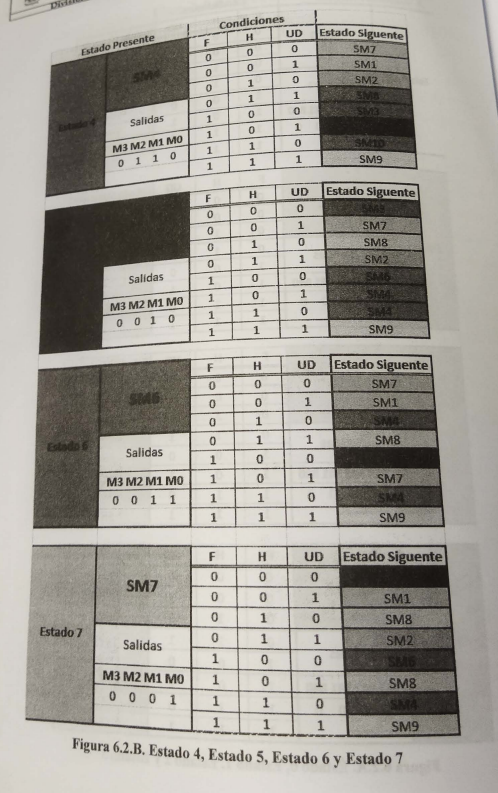 Condiciones
Estado Presente F H UD Estado Siguente
SM4 0 0 0 SM7
0 0 1 SM1
0 1 0 SM2
Estado 4 0 1 1 SM8
Salidas 1 0 0 SM3
1 0 1
M3 M2 M1 M0 1 1 0 SM10
0 1 1 0 1 1 1 SM9
F H UD Estado Siguente
0 0 0
0 0 1 SM7
0 1 0 SM8
0 1 1 SM2
Salidas 1 0 0 SM6
M3 M2 M1 M0 1 0 1 SM4
0 0 1 0 1 1 0 SM4
1 1 1 SM9
F H UD Estado Siguente
0 0 0 SM7
SM6 0 0 1 SM1
0 1 0 SM4
Estado 6 0 1 1 SM8
Salidas 1 0 0
M3 M2 M1 M0 1 0 1 SM7
0 0 1 1 1 1 0 SM4
1 1 1 SM9
F H UD Estado Siguente
0 0 0
SM7 0 0 1 SM1
0 1 0 SM8
Estado 7 0 1 1 SM2
Salidas 1 0 0 SM6
M3 M2 M1 M0 1 0 1 SM8
0 0 0 1 1 1 0 SM4
1 1 1 SM9
Figura 6.2.B. Estado 4, Estado 5, Estado 6 y Estado 7